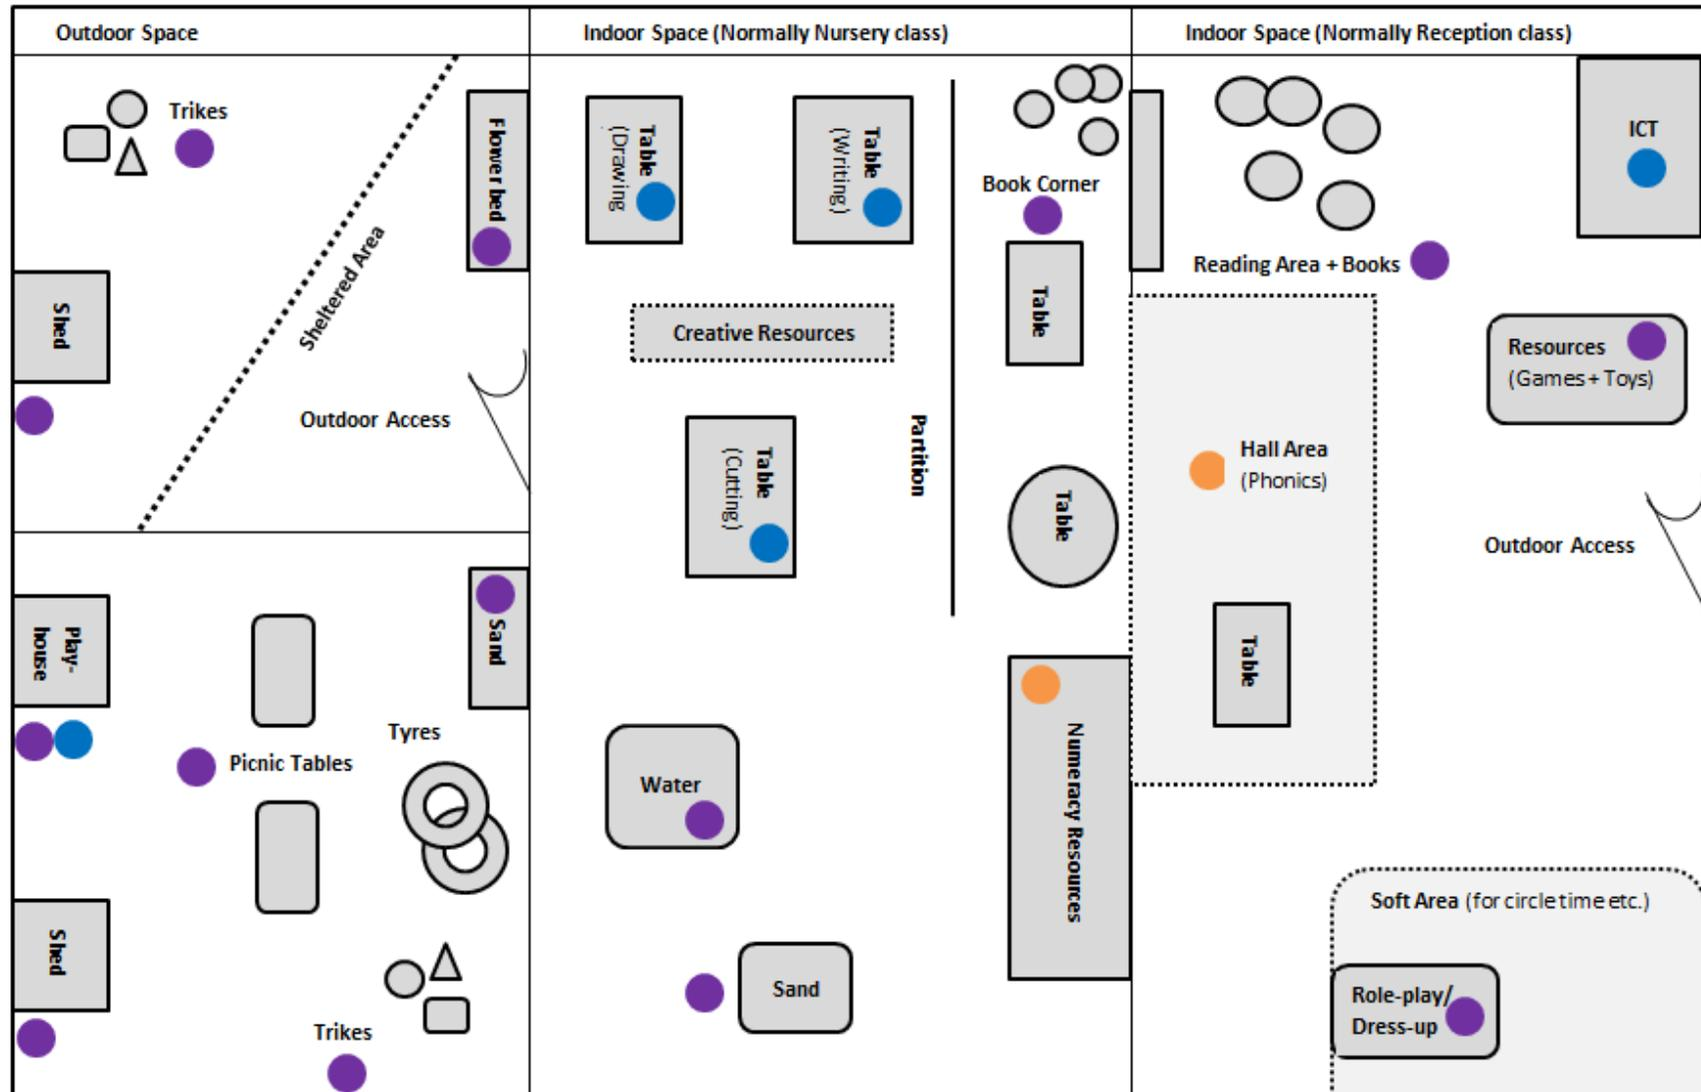 Outdoor Space
Indoor Space (Normally Nursery class)
Indoor Space (Normally Reception class)
Trikes
Flower bed
Sheltered Area
Shed
Outdoor Access
Table
(Drawing
Table
(Writing)
Book Corner
Table
Creative Resources
Table
(Cutting)
Partition
Table
ICT
Reading Area + Books
Resources
(Games + Toys)
Hall Area
(Phonics)
Outdoor Access
Table
Play-
house
Sand
Tyres
Picnic Tables
Shed
Trikes
Water
Sand
Numeracy Resources
Soft Area (for circle time etc.)
Role-play/
Dress-up